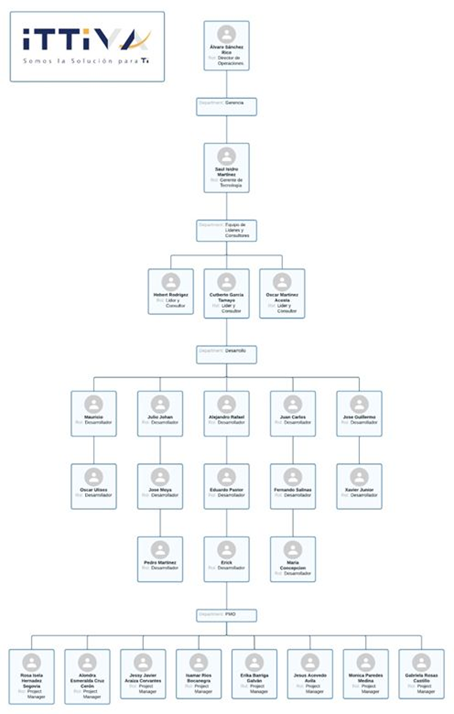 iTTiVA
Somos la Solución para Ti
Álvaro Sánchez
Rico
Rol: Director de
Operaciones
Department: Gerencia
Saul Isidro
Martinez
Rol: Gerente de
Tecnología
Department: Equipo de
Lideres y
Consultores
Hebert Rodrigez
Rol: Lider y
Consultor
Cutberto Garcia
Tamayo
Rol: Lider y
Consultor
Oscar Martinez
Acosta
Rol: Lider y
Consultor
Department: Desarrollo
Mauricio
Rol: Desarrollador
Julio Johan
Rol: Desarrollador
Alejandro Rafael
Rol: Desarrollador
Juan Carlos
Rol: Desarrollador
Jose Guillermo
Rol: Desarrollador
Oscar Ulises
Rol: Desarrollador
Jose Moya
Rol: Desarrollador
Eduardo Pastor
Rol: Desarrollador
Fernando Salinas
Rol: Desarrollador
Xavier Junior
Rol: Desarrollador
Pedro Martinez
Rol: Desarrollador
Erick
Rol: Desarrollador
Maria
Concepcion
Rol: Desarrollador
Department: PMO
Rosa Isela
Hernadez
Segovia
Rol: Project
Manager
Alondra
Esmeralda Cruz
Cerón
Rol: Project
Manager
Jessy Javier
Araiza Cervantes
Rol: Project
Manager
Isamar Rios
Bocanegra
Rol: Project
Manager
Erika Barriga
Galván
Rol: Project
Manager
Jesus Acevedo
Avila
Rol: Project
Manager
Monica Paredes
Medina
Rol: Project
Manager
Gabriela Rosas
Castillo
Rol: Project
Manager